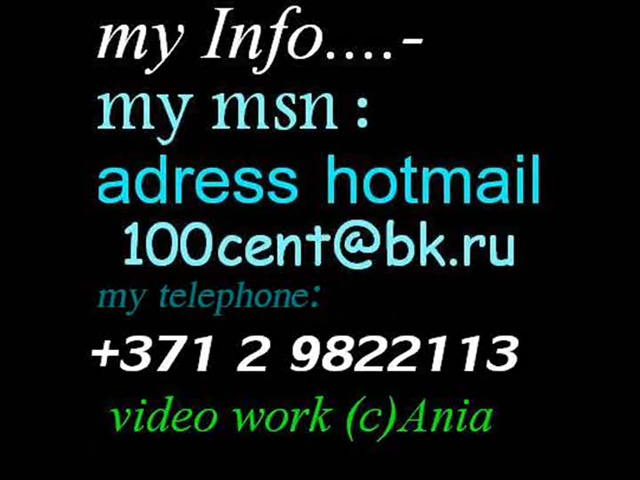 my Info....-
my msn :
adress hotmail
100cent@bk.ru
my telephone:
+371 2 9822113
video work (c)Ania